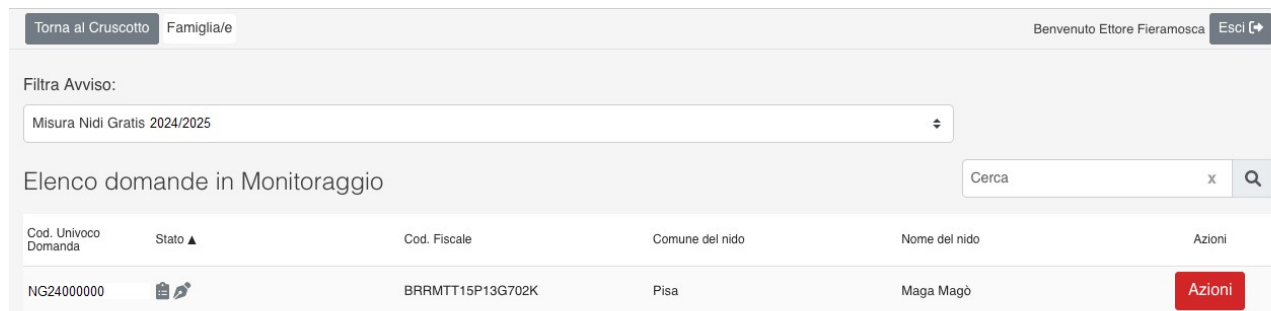 Torna al Cruscotto Famiglia/e Benvenuto Ettore Fieramosca Esci
Filtra Avviso:
Misura Nidi Gratis 2024/2025
Elenco domande in Monitoraggio Cerca x
Cod. Univoco Domanda Stato ▲ Cod. Fiscale Comune del nido Nome del nido Azioni
NG24000000 BRRMTT15P13G702K Pisa Maga Magò Azioni